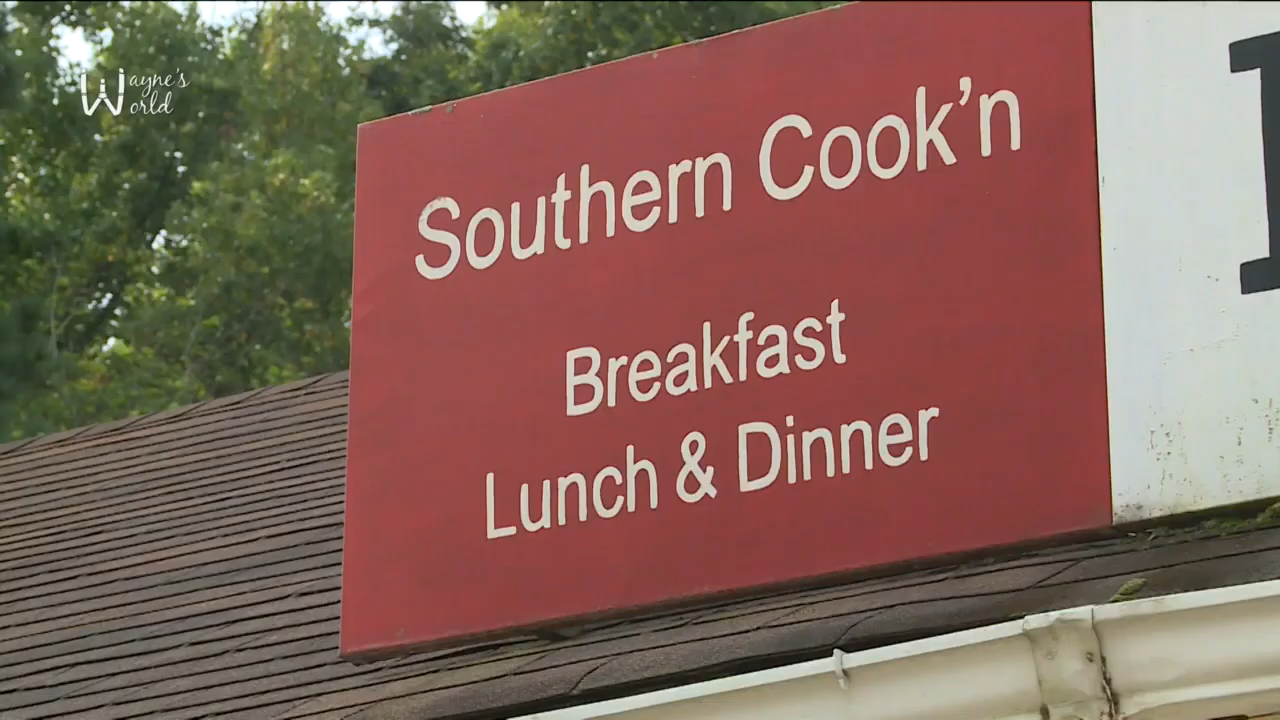 Wayne's
World
Southern Cook'n
Breakfast
Lunch & Dinner